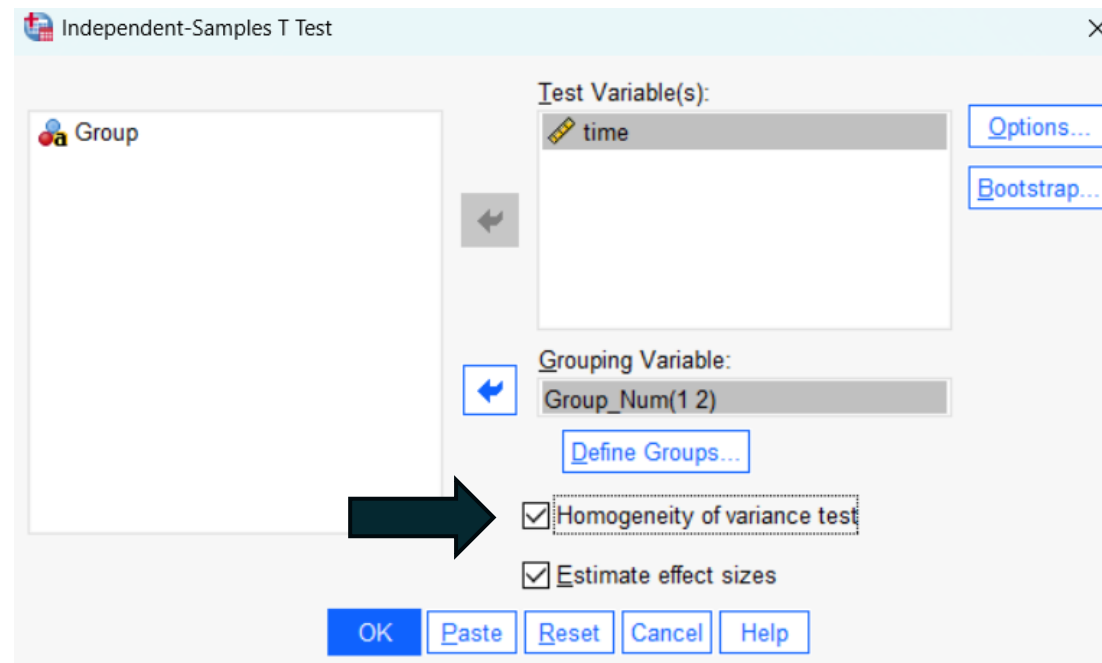 Independent-Samples T Test
Test Variable(s):
Group
time
Options...
Bootstrap...
Grouping Variable:
Group_Num(1 2)
Define Groups...
Homogeneity of variance test
Estimate effect sizes
OK Paste Reset Cancel Help